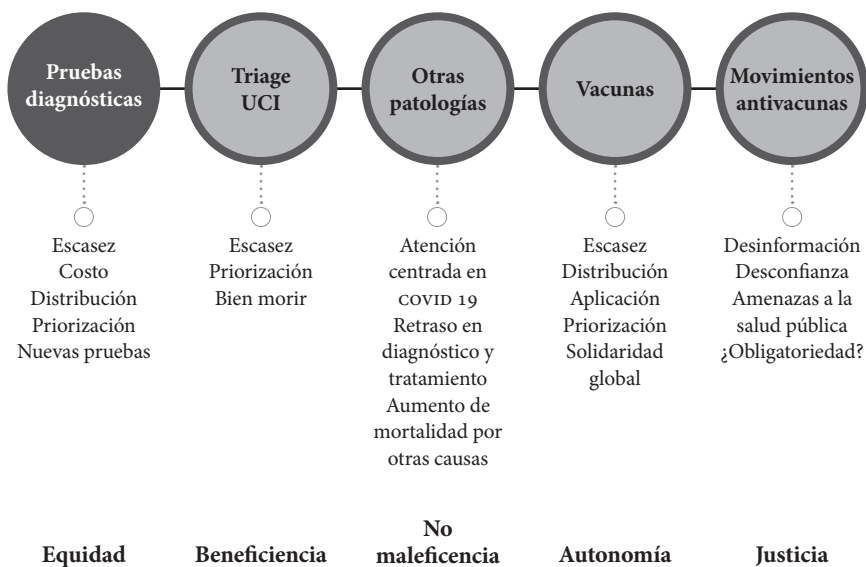 Pruebas
diagnósticas
Triage
UCI
Otras
patologías
Vacunas
Movimientos
antivacunas
Escasez
Costo
Distribución
Priorización
Nuevas pruebas
Escasez
Priorización
Bien morir
Atención
centrada en
COVID 19
Retraso en
diagnóstico y
tratamiento
Aumento de
mortalidad por
otras causas
Escasez
Distribución
Aplicación
Priorización
Solidaridad
global
Desinformación
Desconfianza
Amenazas a la
salud pública
¿Obligatoriedad?
Equidad
Beneficiencia
No
maleficencia
Autonomía
Justicia